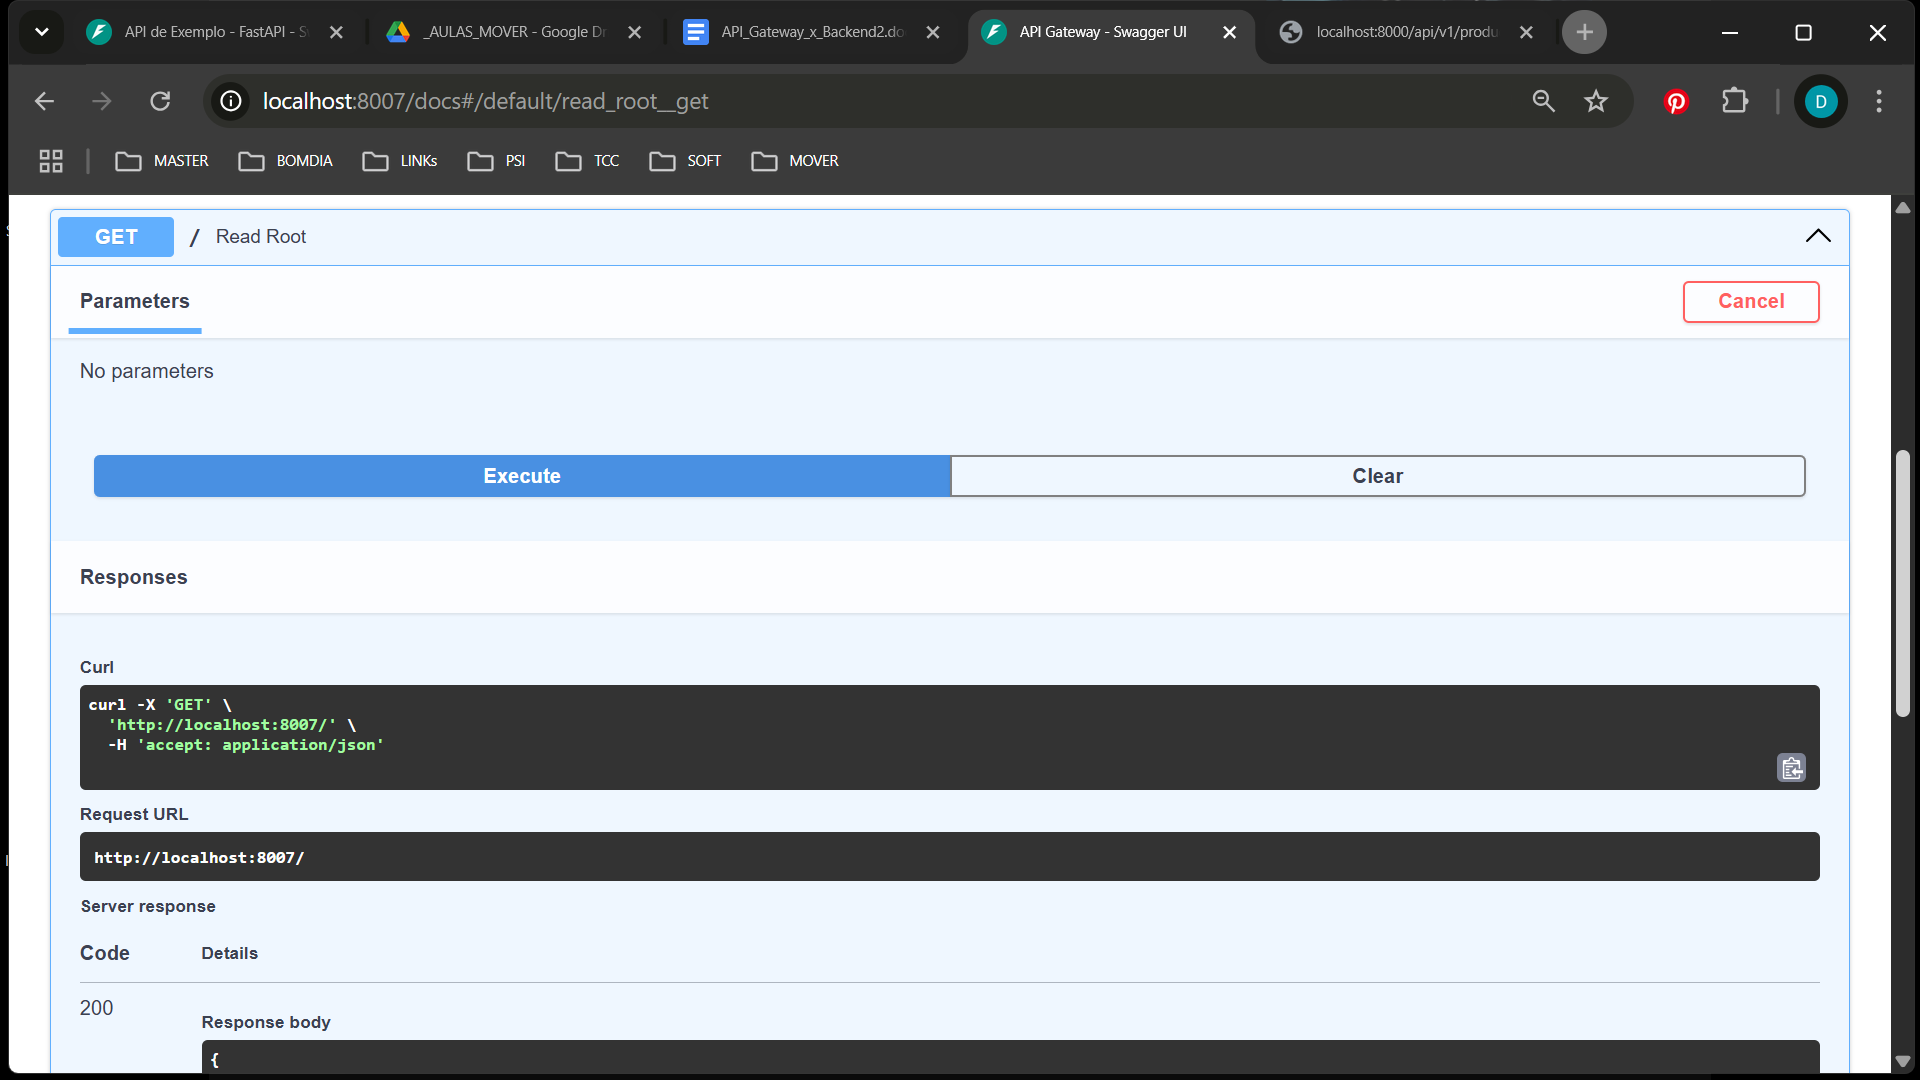 API de Exemplo - FastAPI - S
_AULAS_MOVER - Google Dr
API_Gateway_x_Backend2.do
API Gateway - Swagger UI
localhost:8000/api/v1/produ
localhost:8007/docs#/default/read_root__get
D
MASTER
BOMDIA
LINKs
PSI
TCC
SOFT
MOVER
GET / Read Root
Parameters
Cancel
No parameters
Execute
Clear
Responses
Curl
curl -X 'GET' \
'http://localhost:8007/' \
-H 'accept: application/json'
Request URL
http://localhost:8007/
Server response
Code Details
200
Response body
{